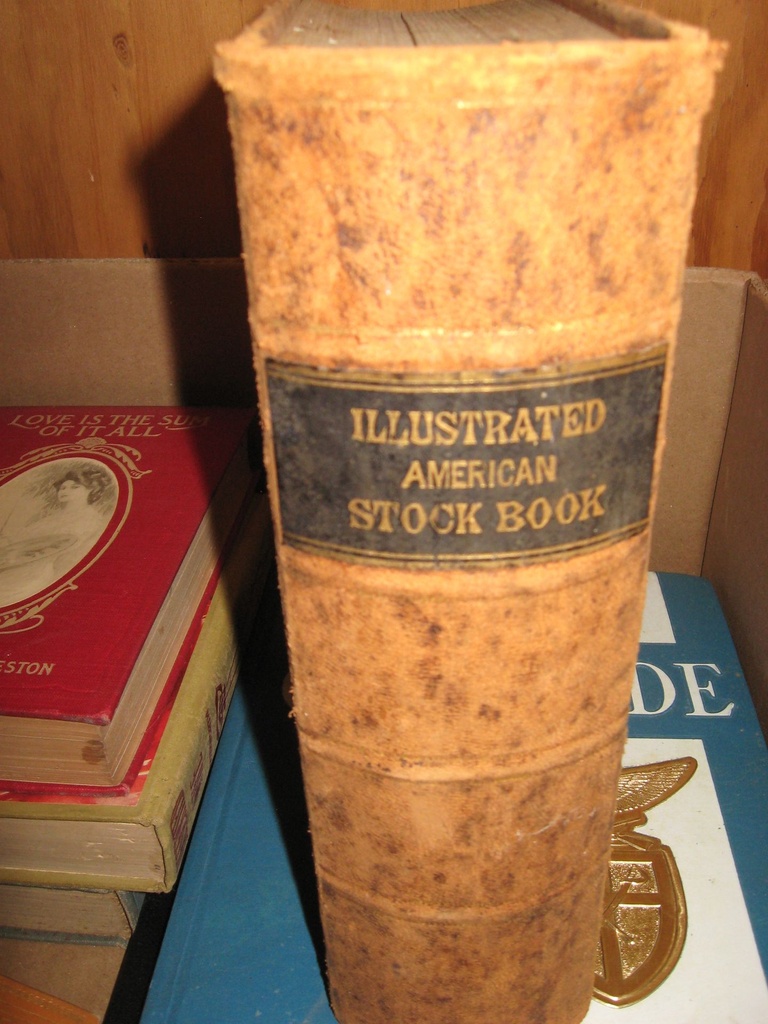 ILLUSTRATED
AMERICAN
STOCK BOOK
LOVE IS THE SUM
OF IT ALL
ESTON
DE